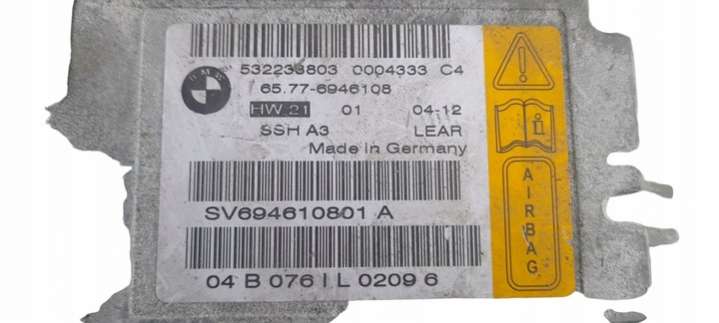 BMW
532238803 0004333 C4
65.77-6946108
HW 21 01 04-12
SSH A3 LEAR
Made in Germany
SV694610801 A
04 B 076 I L 0209 6
AIRBAG